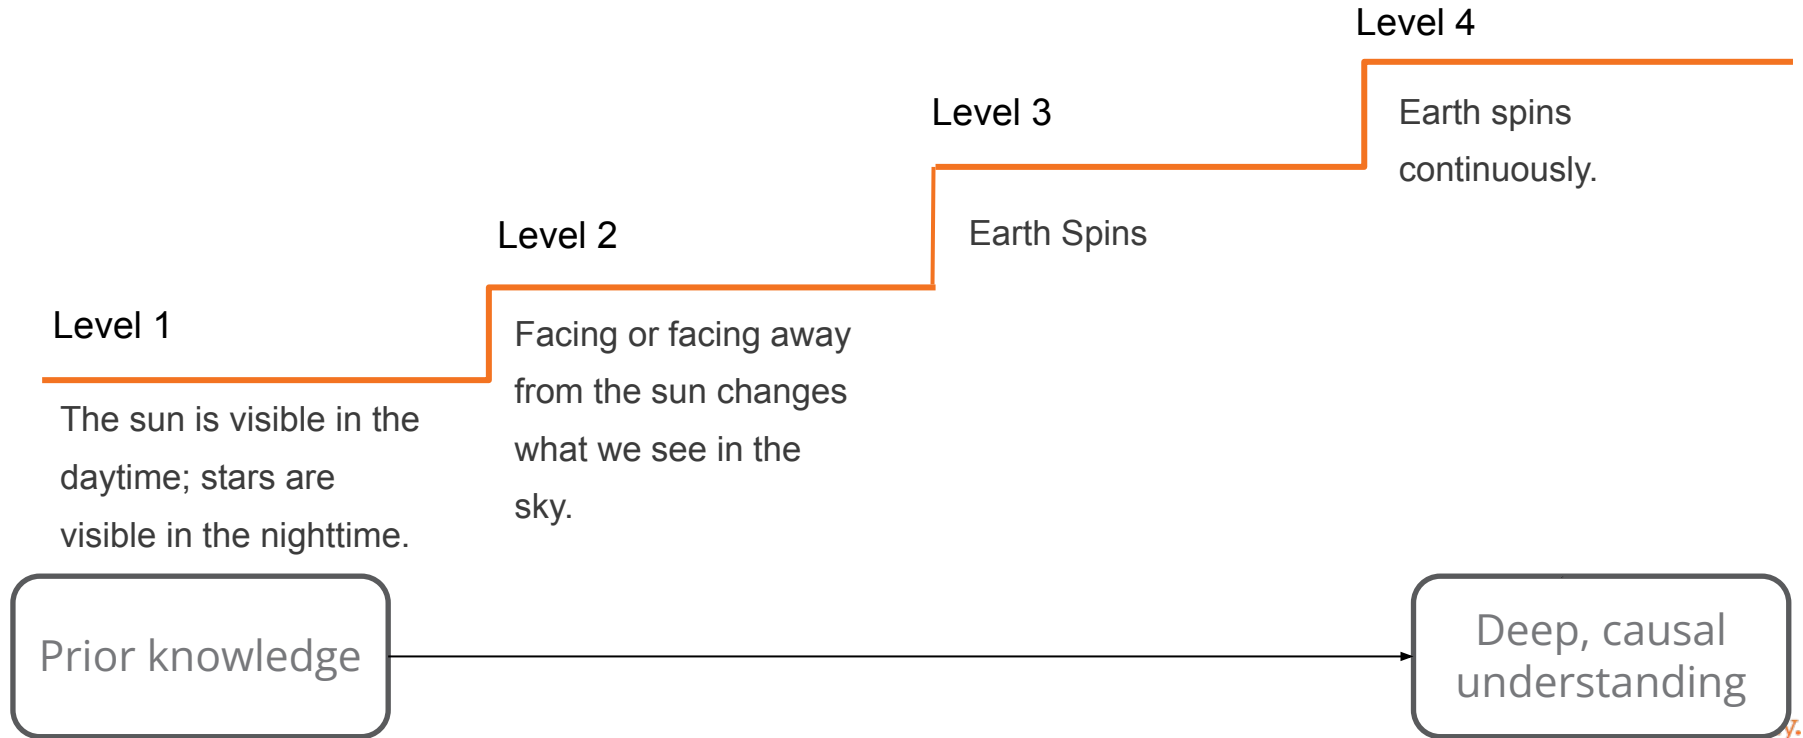 Level 1
The sun is visible in the
daytime; stars are
visible in the nighttime.
Level 2
Facing or facing away
from the sun changes
what we see in the
sky.
Level 3
Earth Spins
Level 4
Earth spins
continuously.
Prior knowledge
Deep, causal
understanding